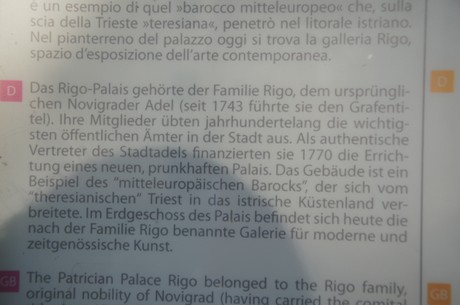 è un esempio di quel »barocco mitteleuropeo« che, sulla
scia della Trieste »teresiana«, penetrò nel litorale istriano.
Nel pianterreno del palazzo oggi si trova la galleria Rigo,
spazio d'esposizione dell'arte contemporanea.
D
D
Das Rigo-Palais gehörte der Familie Rigo, dem ursprüngli-
chen Novigrader Adel (seit 1743 führte sie den Grafenti-
tel). Ihre Mitglieder übten jahrhundertelang die wichtig-
sten öffentlichen Ämter in der Stadt aus. Als authentische
Vertreter des Stadtadels finanzierten sie 1770 die Errich-
tung eines neuen, prunkhaften Palais. Das Gebäude ist ein
Beispiel des "mitteleuropäischen Barocks", der sich vom
"theresianischen" Triest in das istrische Küstenland ver-
breitete. Im Erdgeschoss des Palais befindet sich heute die
nach der Familie Rigo benannte Galerie für moderne und
zeitgenössische Kunst.
GB
GB
The Patrician Palace Rigo belonged to the Rigo family,
original nobility of Novigrad (having carried the comital